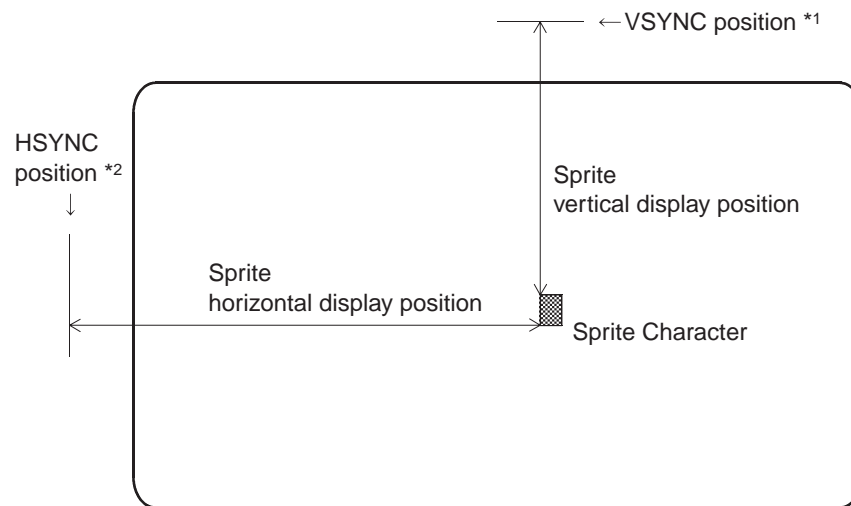 ←VSYNC position *1
HSYNC
position *2
↓
Sprite
vertical display position
Sprite
horizontal display position
Sprite Character